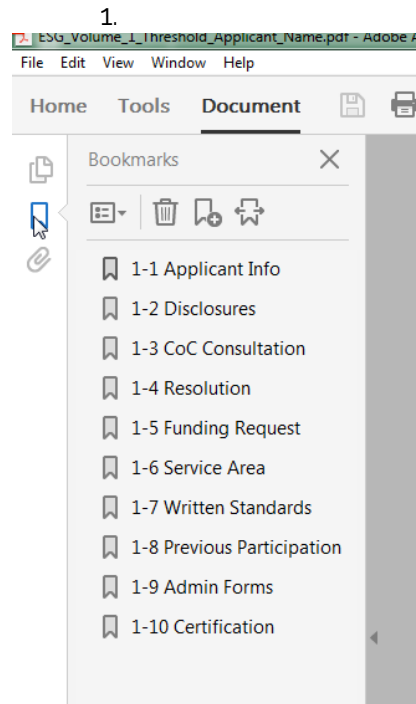 1.
ESG_Volume_1_Threshold_Applicant_Name.pdf - Adobe A
File Edit View Window Help
Home Tools Document
Bookmarks
1-1 Applicant Info
1-2 Disclosures
1-3 CoC Consultation
1-4 Resolution
1-5 Funding Request
1-6 Service Area
1-7 Written Standards
1-8 Previous Participation
1-9 Admin Forms
1-10 Certification